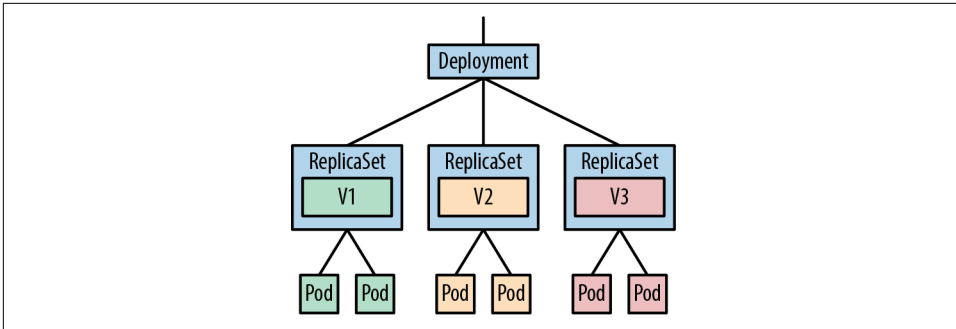 Deployment
ReplicaSet ReplicaSet ReplicaSet
V1 V2 V3
Pod Pod Pod Pod Pod Pod